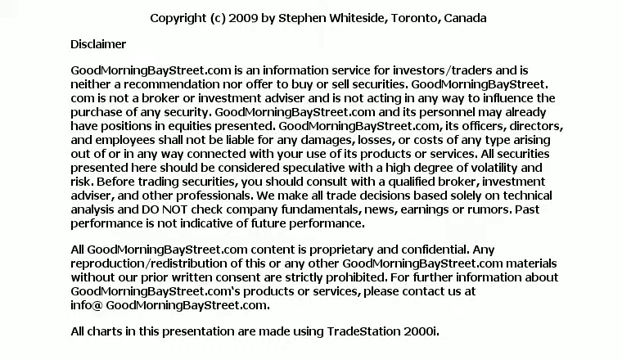 Copyright (c) 2009 by Stephen Whiteside, Toronto, Canada
Disclaimer
GoodMorningBayStreet.com is an information service for investors/traders and is
neither a recommendation nor offer to buy or sell securities. GoodMorningBayStreet.
com is not a broker or investment adviser and is not acting in any way to influence the
purchase of any security. GoodMorningBayStreet.com and its personnel may already
have positions in equities presented. GoodMorningBayStreet.com, its officers, directors,
and employees shall not be liable for any damages, losses, or costs of any type arising
out of or in any way connected with your use of its products or services. All securities
presented here should be considered speculative with a high degree of volatility and
risk. Before trading securities, you should consult with a qualified broker, investment
adviser, and other professionals. We make all trade decisions based solely on technical
analysis and DO NOT check company fundamentals, news, earnings or rumors. Past
performance is not indicative of future performance.
All GoodMorningBayStreet.com content is proprietary and confidential. Any
reproduction/redistribution of this or any other GoodMorningBayStreet.com materials
without our prior written consent are strictly prohibited. For further information about
GoodMorningBayStreet.com's products or services, please contact us at
info@ GoodMorningBayStreet.com.
All charts in this presentation are made using TradeStation 2000i.